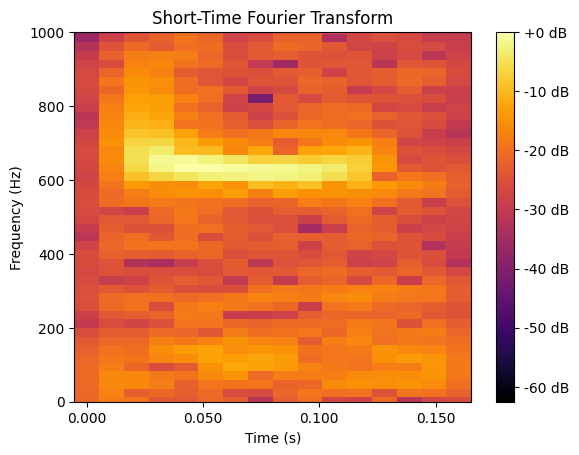 Short-Time Fourier Transform
1000
800
600
400
200
0
Frequency (Hz)
0.000
0.050
0.100
0.150
Time (s)
+0 dB
-10 dB
-20 dB
-30 dB
-40 dB
-50 dB
-60 dB